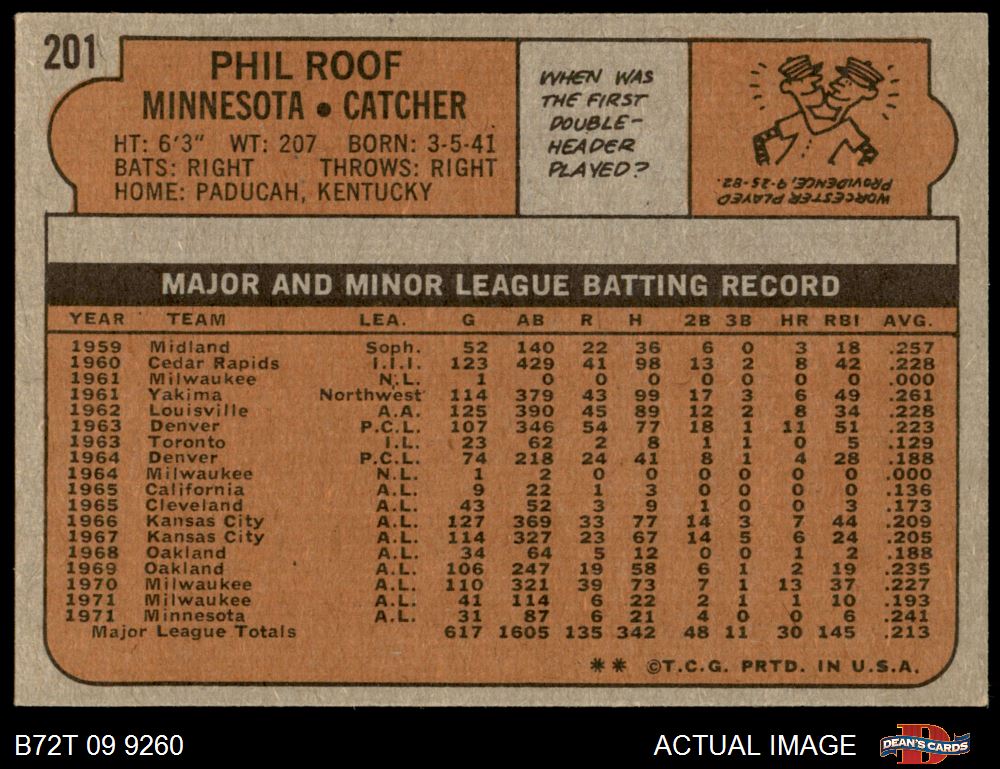 201
PHIL ROOF
MINNESOTA • CATCHER
HT: 6'3" WT: 207 BORN: 3-5-41
BATS: RIGHT THROWS: RIGHT
HOME: PADUCAH, KENTUCKY
WHEN WAS
THE FIRST
DOUBLE-
HEADER
PLAYED?
WORCESTER PLAYED
PROVIDENCE, 9-25-82.
MAJOR AND MINOR LEAGUE BATTING RECORD
YEAR TEAM LEA. G AB R H 2B 3B HR RBI AVG.
1959 Midland Soph. 52 140 22 36 6 0 3 18 .257
1960 Cedar Rapids I.I.I. 123 429 41 98 13 2 8 42 .228
1961 Milwaukee N.L. 1 0 0 0 0 0 0 0 .000
1961 Yakima Northwest 114 379 43 99 17 3 6 49 .261
1962 Louisville A.A. 125 390 45 89 12 2 8 34 .228
1963 Denver P.C.L. 107 346 54 77 18 1 11 51 .223
1963 Toronto I.L. 23 62 2 8 1 1 0 5 .129
1964 Denver P.C.L. 74 218 24 41 8 1 4 28 .188
1964 Milwaukee N.L. 1 2 0 0 0 0 0 0 .000
1965 California A.L. 9 22 1 3 0 0 0 0 .136
1965 Cleveland A.L. 43 52 3 9 1 0 0 3 .173
1966 Kansas City A.L. 127 369 33 77 14 3 7 44 .209
1967 Kansas City A.L. 114 327 23 67 14 5 6 24 .205
1968 Oakland A.L. 34 64 5 12 0 0 1 2 .188
1969 Oakland A.L. 106 247 19 58 6 1 2 19 .235
1970 Milwaukee A.L. 110 321 39 73 7 1 13 37 .227
1971 Milwaukee A.L. 41 114 6 22 2 1 1 10 .193
1971 Minnesota A.L. 31 87 6 21 4 0 0 6 .241
Major League Totals 617 1605 135 342 48 11 30 145 .213
** ©T.C.G. PRTD. IN U.S.A.
B72T 09 9260
ACTUAL IMAGE
B
DEAN'S CARDS